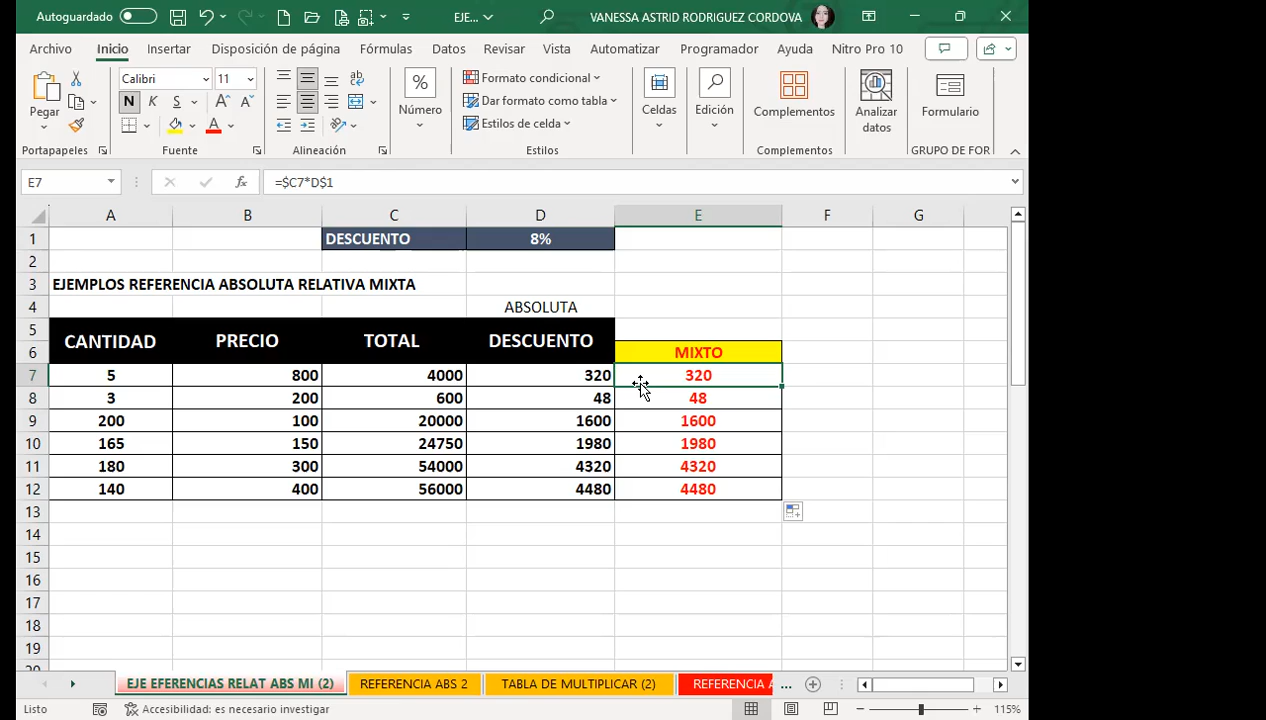 Autoguardado
EJE...
VANESSA ASTRID RODRIGUEZ CORDOVA
Archivo Inicio Insertar Disposición de página Fórmulas Datos Revisar Vista Automatizar Programador Ayuda Nitro Pro 10
Pegar
Calibri 11
N K S
Portapapeles
Fuente
Alineación
%
Número
Formato condicional
Dar formato como tabla
Estilos de celda
Estilos
Celdas
Edición
Complementos
Complementos
Analizar datos
Formulario
GRUPO DE FOR
E7 fx =$C7*D$1
A B C D E F G
1 DESCUENTO 8%
2
3 EJEMPLOS REFERENCIA ABSOLUTA RELATIVA MIXTA
4 ABSOLUTA
5 CANTIDAD PRECIO TOTAL DESCUENTO
6 MIXTO
7 5 800 4000 320 320
8 3 200 600 48 48
9 200 100 20000 1600 1600
10 165 150 24750 1980 1980
11 180 300 54000 4320 4320
12 140 400 56000 4480 4480
13
14
15
16
17
18
19
EJE EFERENCIAS RELAT ABS MI (2) REFERENCIA ABS 2 TABLA DE MULTIPLICAR (2) REFERENCIA A ...
Listo Accesibilidad: es necesario investigar 115%